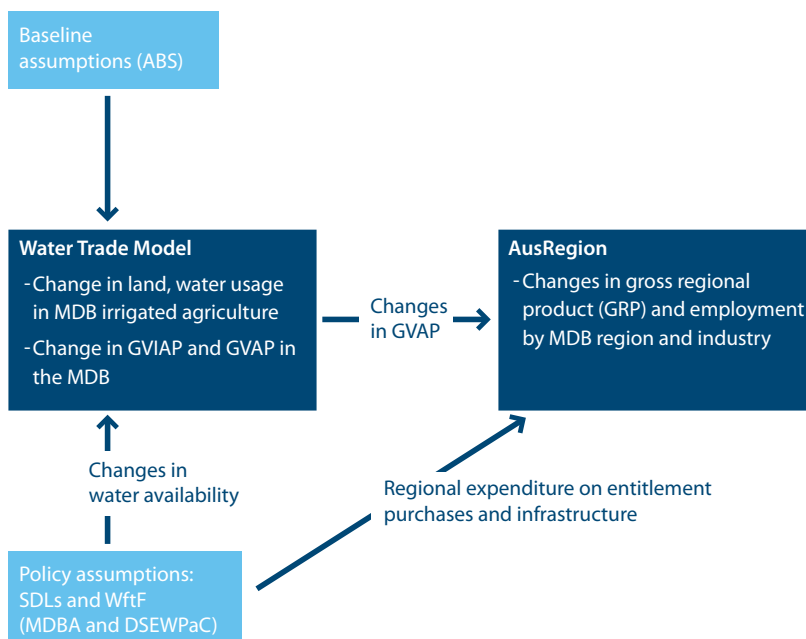 Baseline
assumptions (ABS)
Water Trade Model
-Change in land, water usage
in MDB irrigated agriculture
-Change in GVIAP and GVAP in
the MDB
Changes
in GVAP
AusRegion
-Changes in gross regional
product (GRP) and employment
by MDB region and industry
Changes in
water availability
Regional expenditure on entitlement
purchases and infrastructure
Policy assumptions:
SDLs and WftF
(MDBA and DSEWPaC)